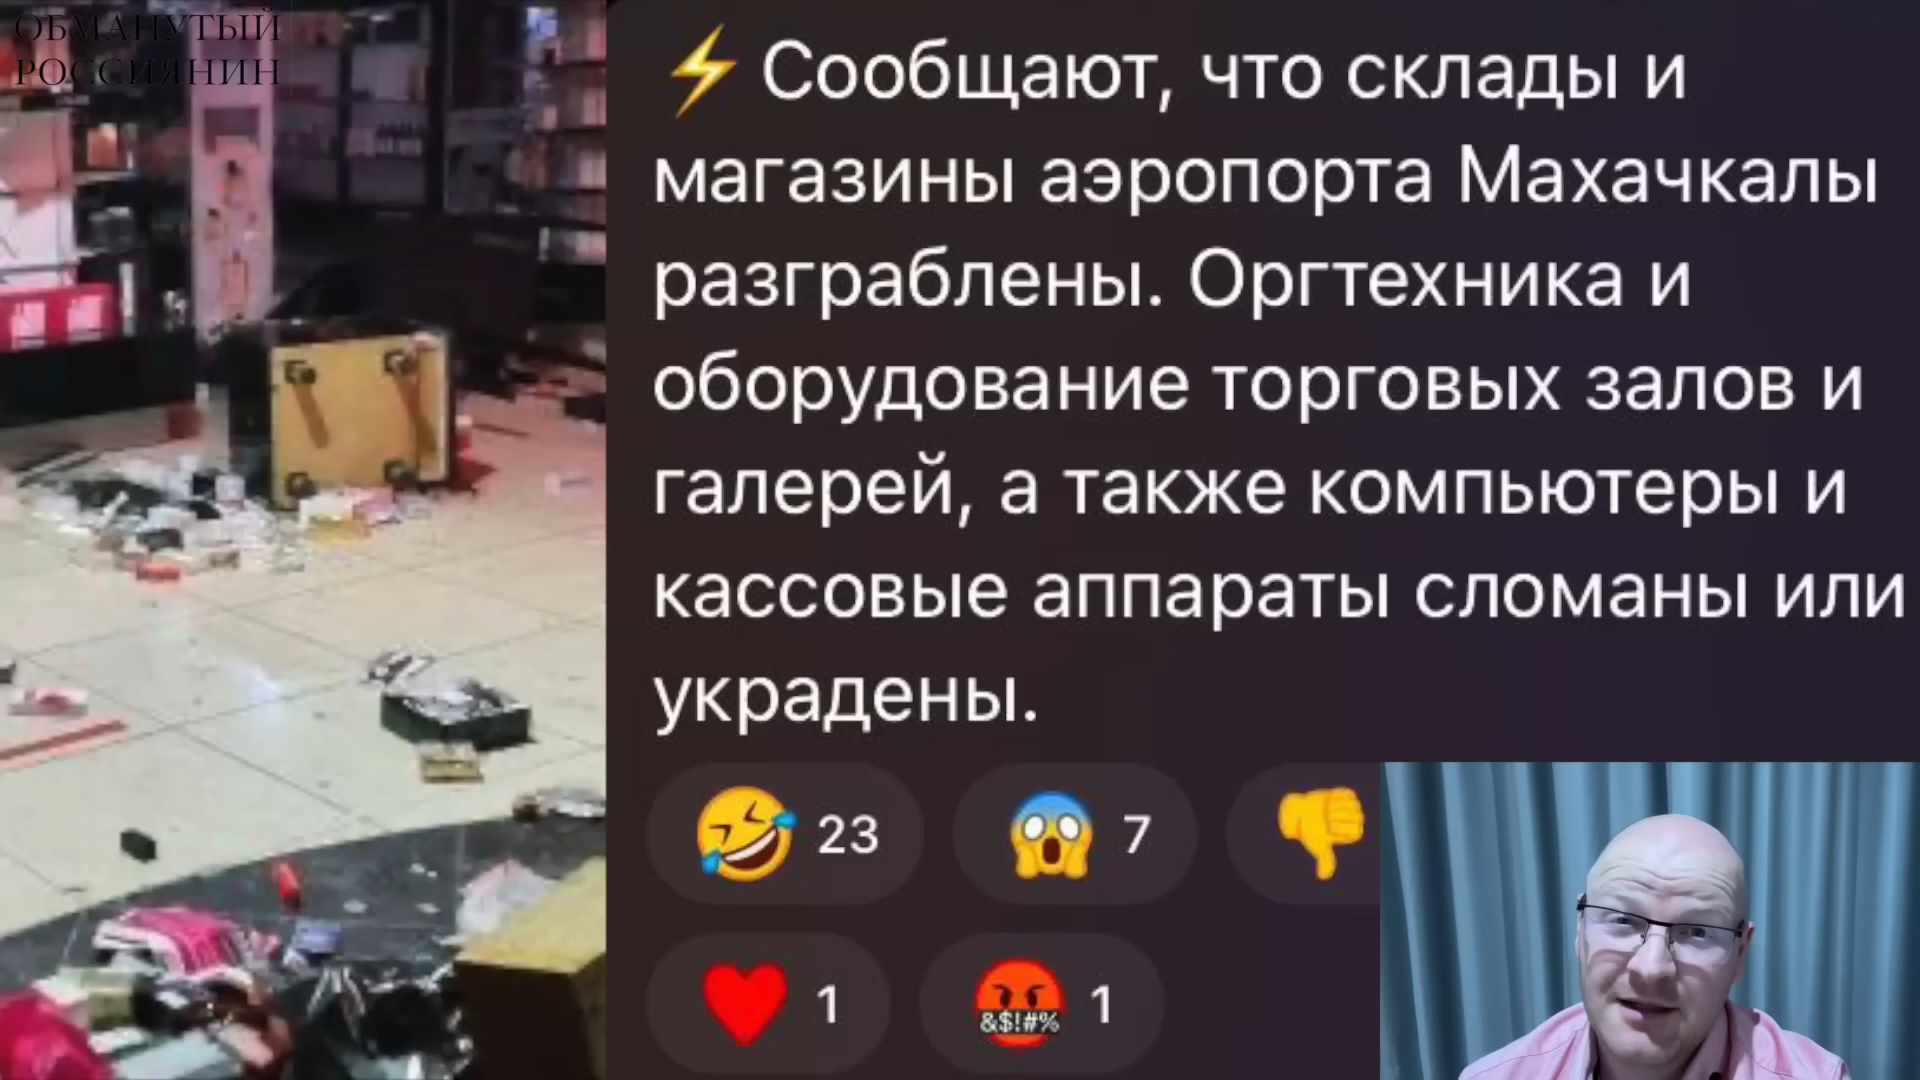 ОБМАНУТЫЙ
РОССИЯНИН
⚡ Сообщают, что склады и
магазины аэропорта Махачкалы
разграблены. Оргтехника и
оборудование торговых залов и
галерей, а также компьютеры и
кассовые аппараты сломаны или
украдены.
23
7
1
&$!#%
1